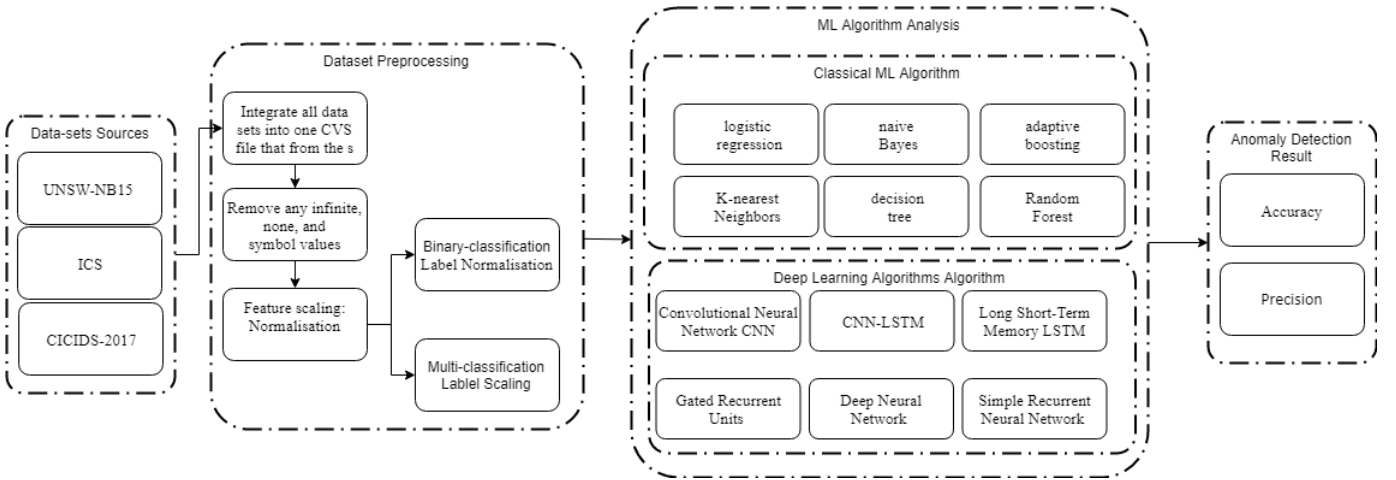 Data-sets Sources
UNSW-NB15
ICS
CICIDS-2017
Dataset Preprocessing
Integrate all data
sets into one CVS
file that from the s
Remove any infinite,
none, and
symbol values
Feature scaling:
Normalisation
Binary-classification
Label Normalisation
Multi-classification
Lablel Scaling
ML Algorithm Analysis
Classical ML Algorithm
logistic
regression
naive
Bayes
adaptive
boosting
K-nearest
Neighbors
decision
tree
Random
Forest
Deep Learning Algorithms Algorithm
Convolutional Neural
Network CNN
CNN-LSTM
Long Short-Term
Memory LSTM
Gated Recurrent
Units
Deep Neural
Network
Simple Recurrent
Neural Network
Anomaly Detection
Result
Accuracy
Precision